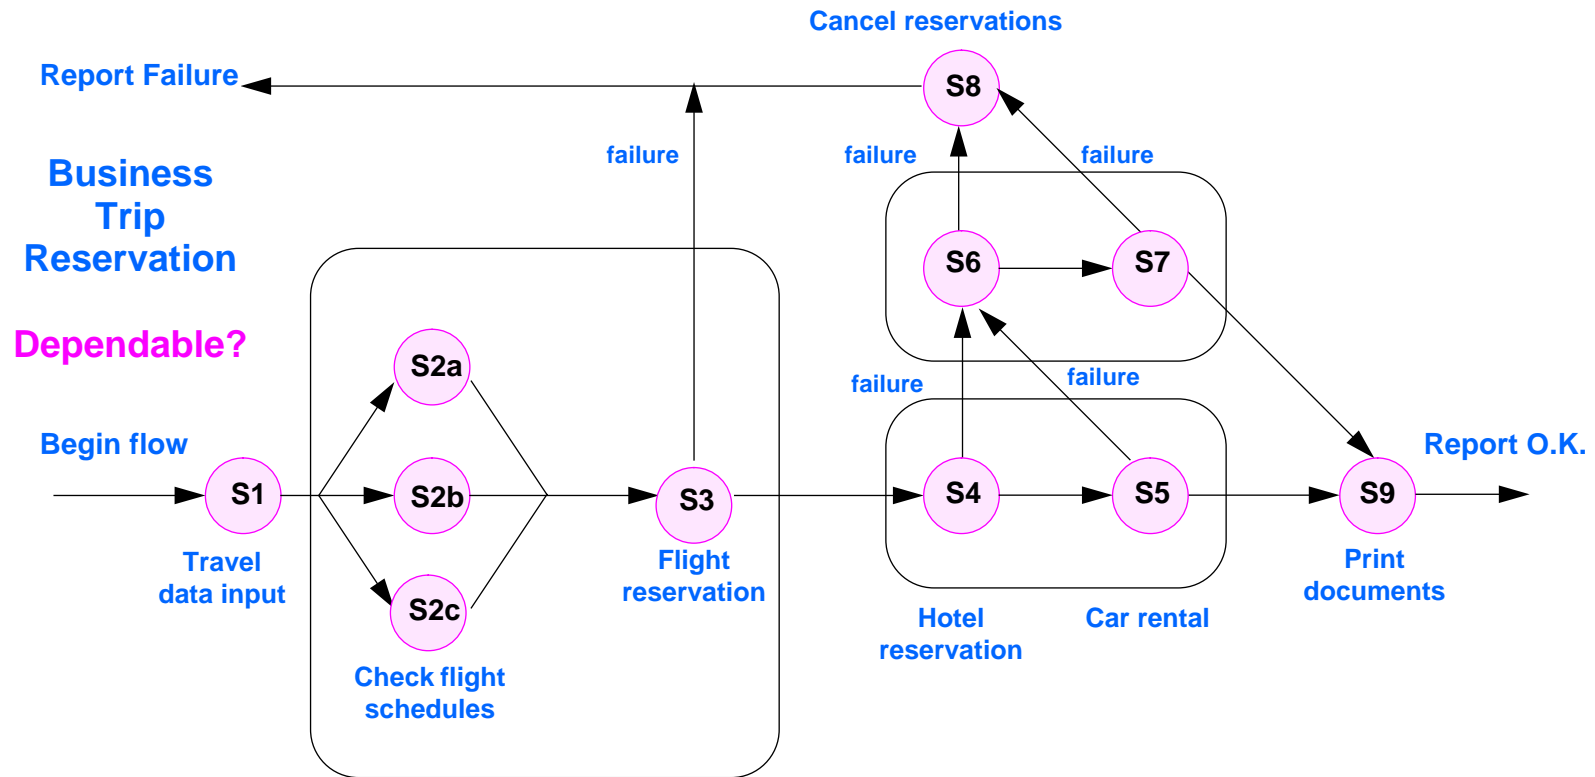 Cancel reservations
Report Failure
S8
failure
failure
failure
Business
Trip
Reservation
S6
S7
Dependable?
S2a
failure
failure
Begin flow
Report O.K.
S1
S2b
S3
S4
S5
S9
Travel
data input
Flight
reservation
Print
documents
S2c
Hotel
reservation
Car rental
Check flight
schedules